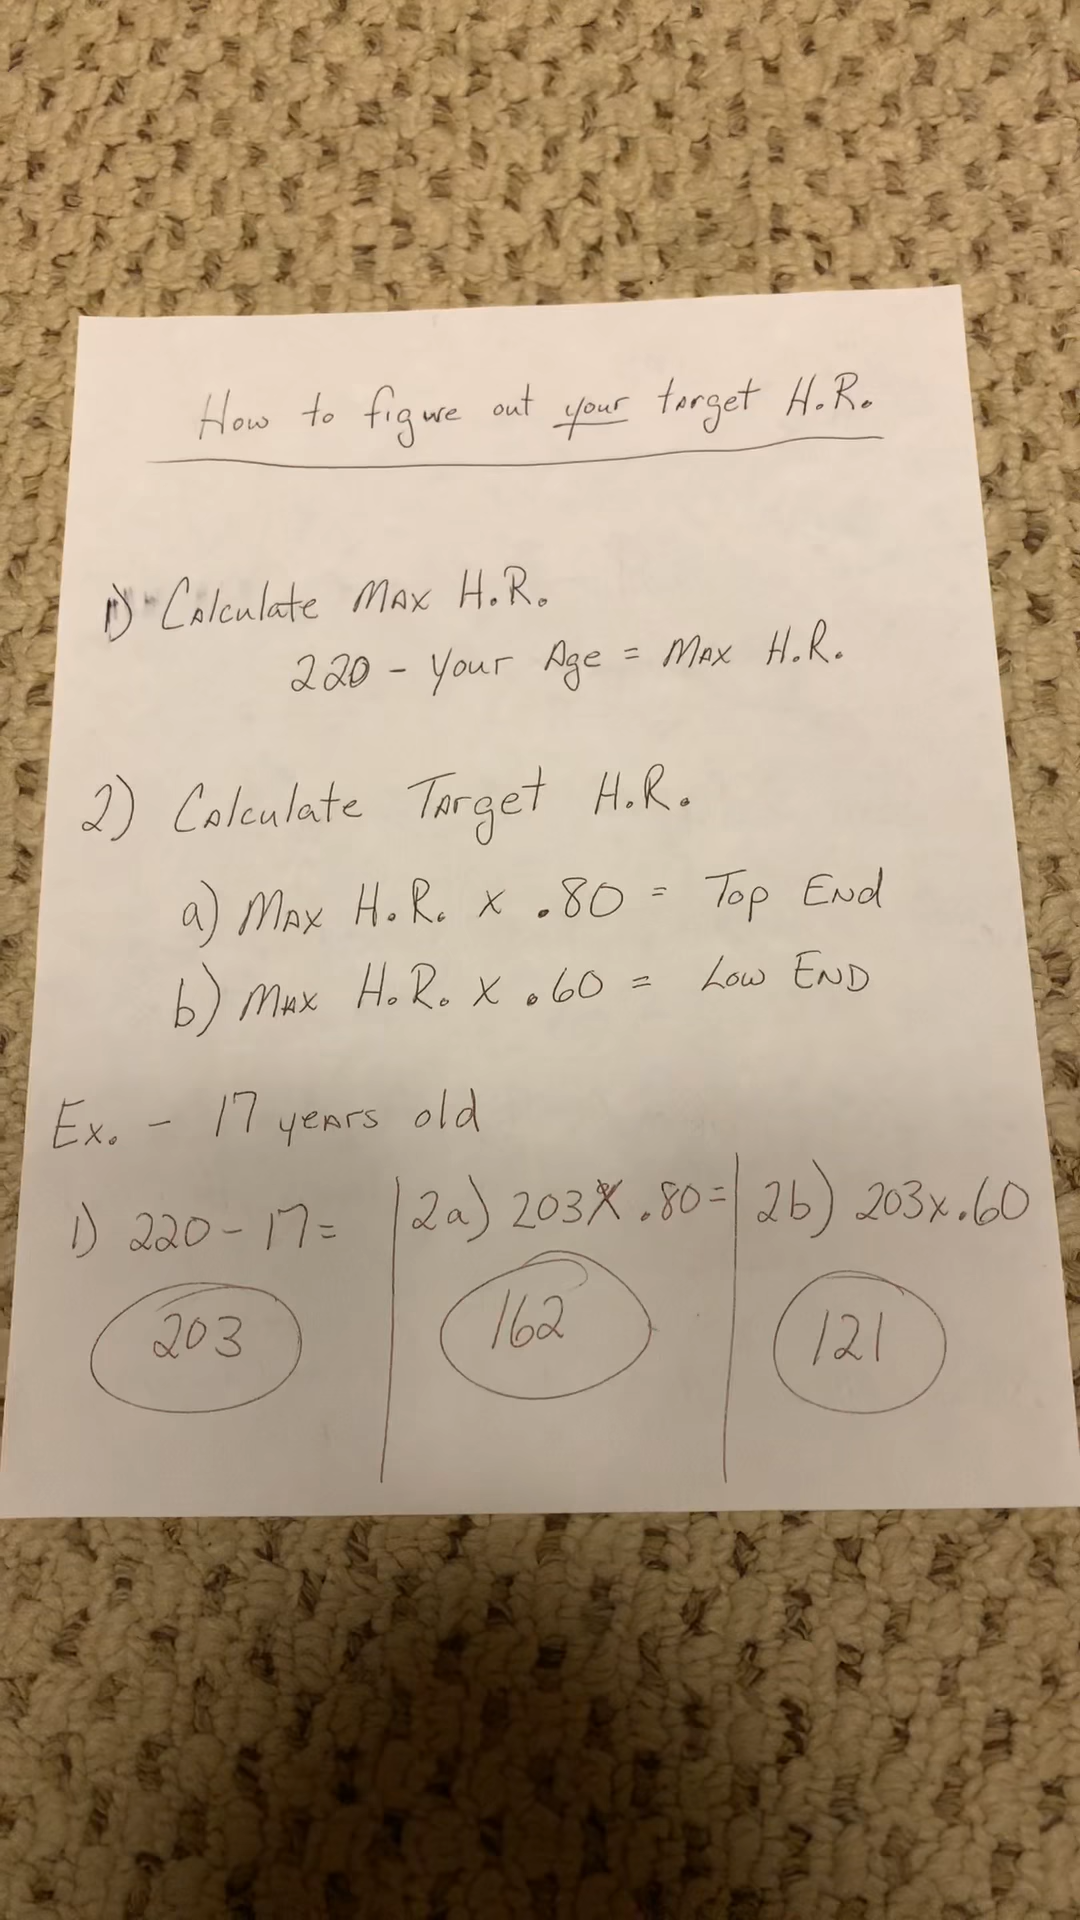 How to figure out your target H.R.
1) Calculate Max H.R.
220 - Your Age = Max H.R.
2) Calculate Target H.R.
a) Max H.R. x .80 = Top End
b) Max H.R. x .60 = Low END
Ex. - 17 years old
1) 220 - 17 =
203
2a) 203 x .80 =
162
2b) 203 x .60
121